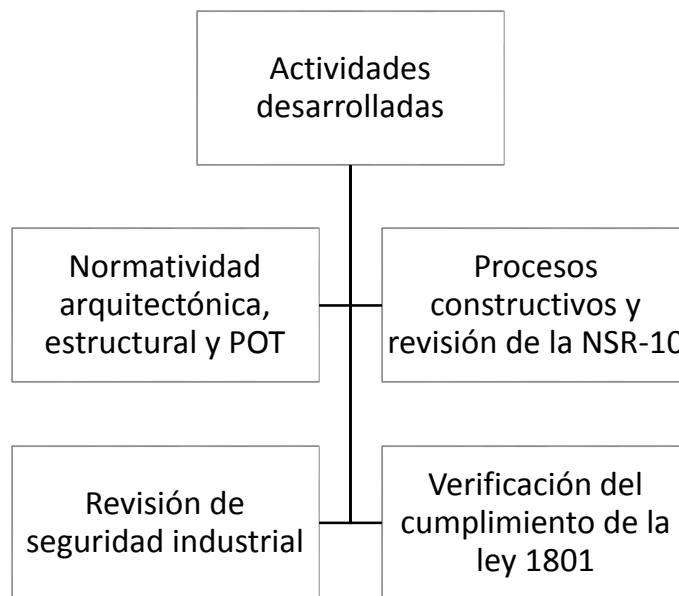 Actividades
desarrolladas
Normatividad
arquitectónica,
estructural y POT
Procesos
constructivos y
revisión de la NSR-10
Revisión de
seguridad industrial
Verificación del
cumplimiento de la
ley 1801